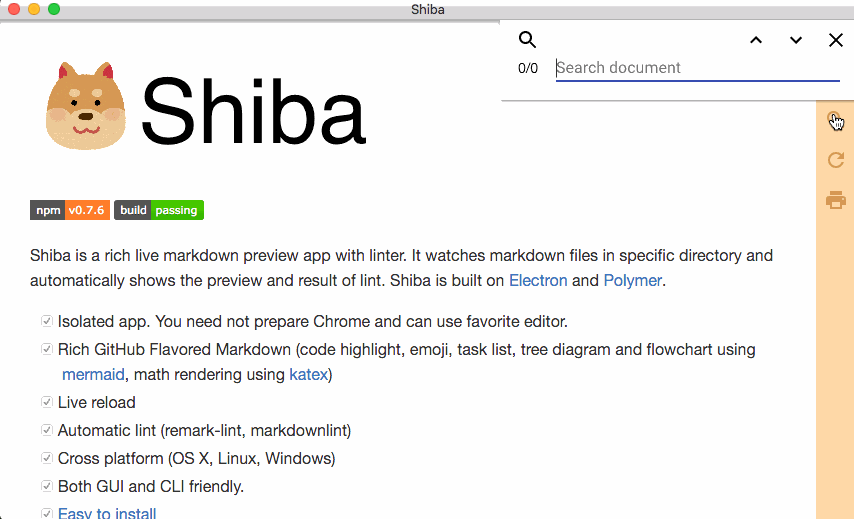 Shiba
0/0 Search document
Shiba
npm v0.7.6 build passing
Shiba is a rich live markdown preview app with linter. It watches markdown files in specific directory and
automatically shows the preview and result of lint. Shiba is built on Electron and Polymer.
Isolated app. You need not prepare Chrome and can use favorite editor.
Rich GitHub Flavored Markdown (code highlight, emoji, task list, tree diagram and flowchart using
mermaid, math rendering using katex)
Live reload
Automatic lint (remark-lint, markdownlint)
Cross platform (OS X, Linux, Windows)
Both GUI and CLI friendly.
Easy to install